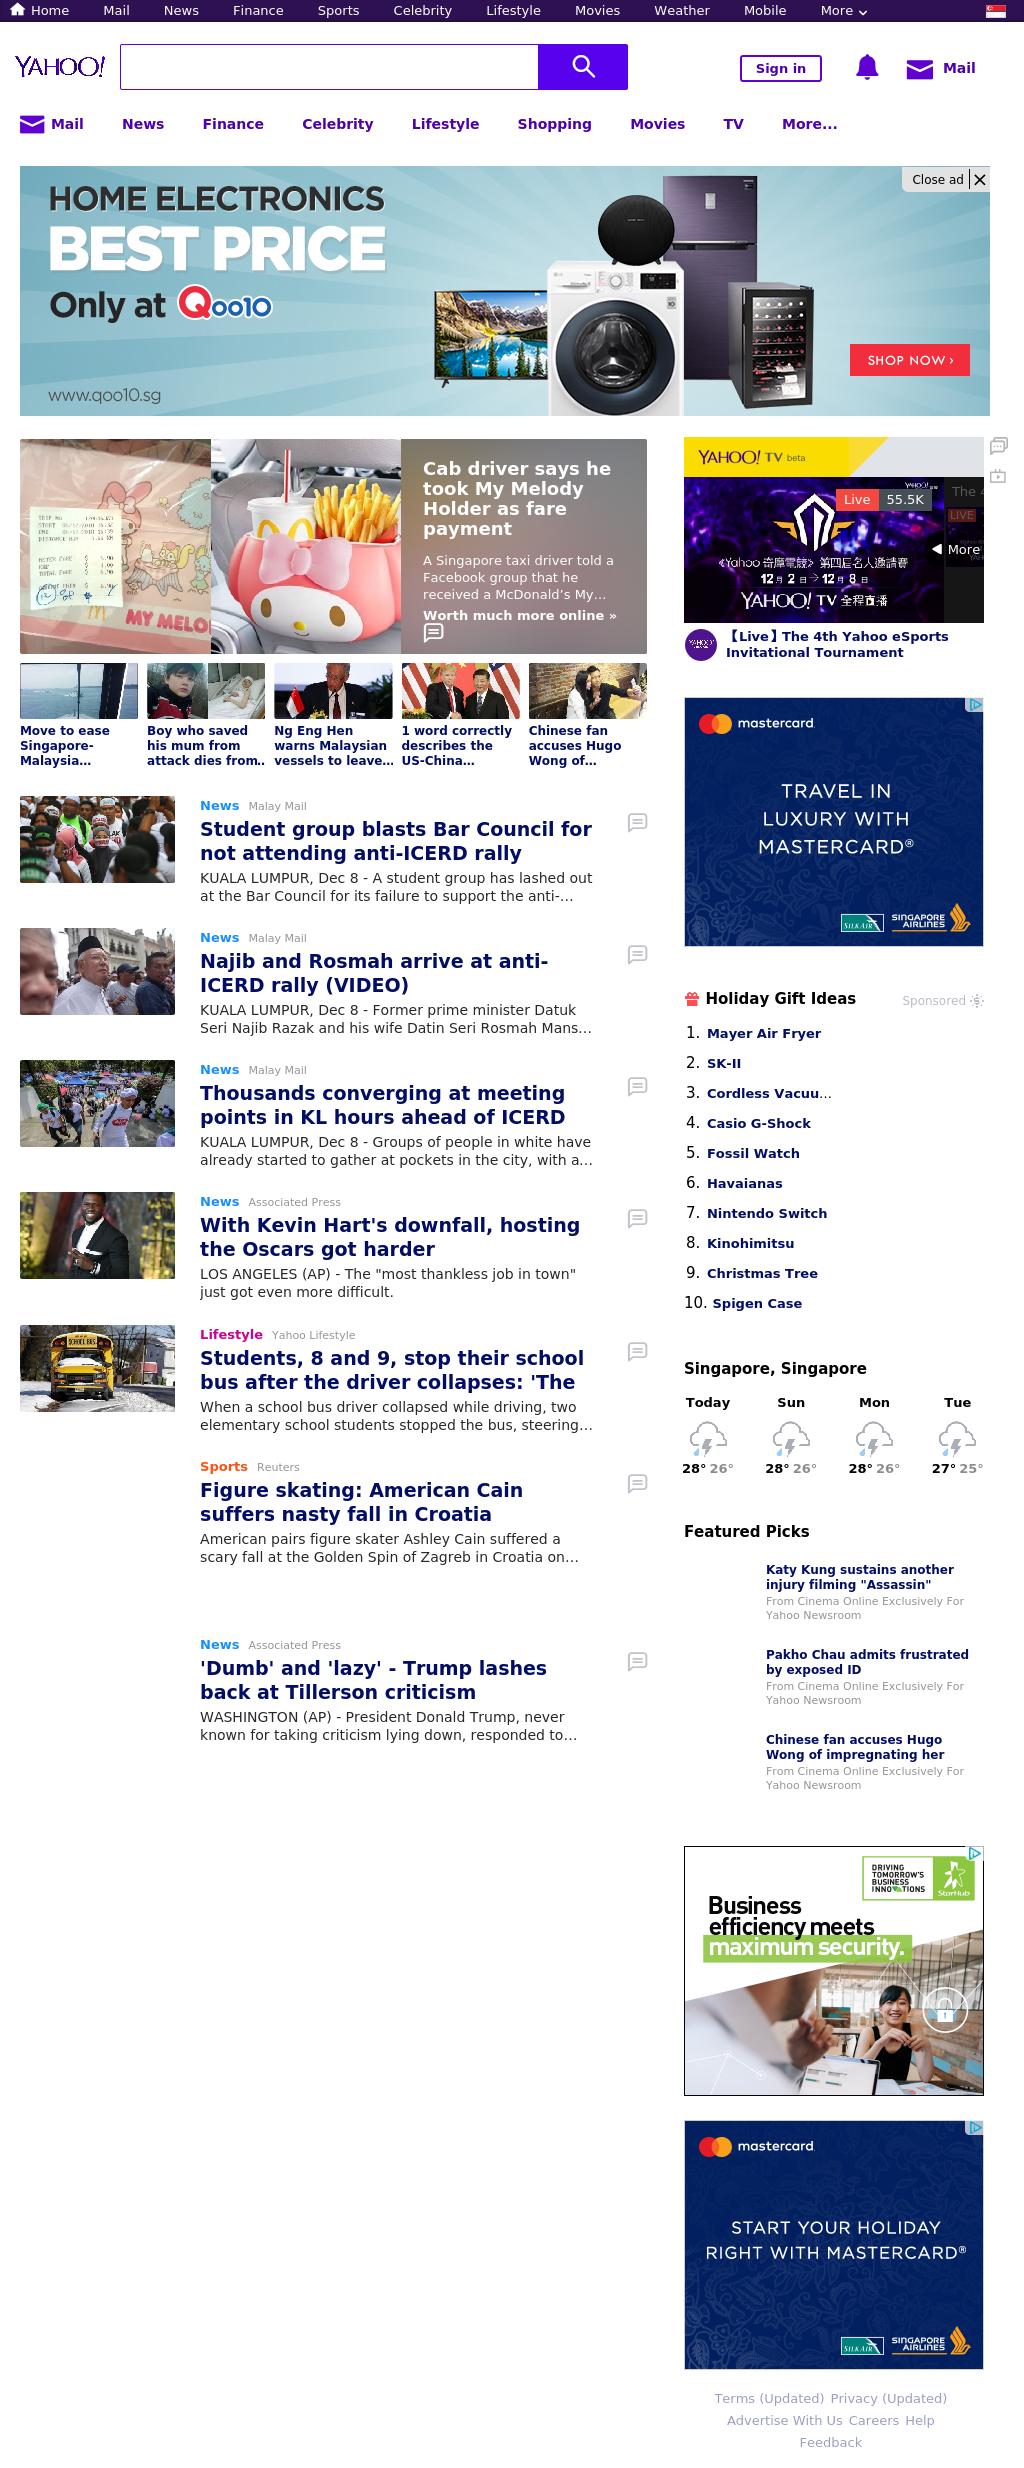 Home Mail News Finance Sports Celebrity Lifestyle Movies Weather Mobile More
YAHOO!
Sign in
Mail
Mail News Finance Celebrity Lifestyle Shopping Movies TV More...
Close ad
HOME ELECTRONICS
BEST PRICE
Only at Qoo10
SHOP NOW ›
www.qoo10.sg
MY MELO
Cab driver says he
took My Melody
Holder as fare
payment
A Singapore taxi driver told a
Facebook group that he
received a McDonald’s My...
Worth much more online »
Move to ease
Singapore-
Malaysia...
Boy who saved
his mum from
attack dies from..
Ng Eng Hen
warns Malaysian
vessels to leave...
1 word correctly
describes the
US-China...
Chinese fan
accuses Hugo
Wong of...
News Malay Mail
Student group blasts Bar Council for
not attending anti-ICERD rally
KUALA LUMPUR, Dec 8 - A student group has lashed out
at the Bar Council for its failure to support the anti-...
News Malay Mail
Najib and Rosmah arrive at anti-
ICERD rally (VIDEO)
KUALA LUMPUR, Dec 8 - Former prime minister Datuk
Seri Najib Razak and his wife Datin Seri Rosmah Mans...
News Malay Mail
Thousands converging at meeting
points in KL hours ahead of ICERD
KUALA LUMPUR, Dec 8 - Groups of people in white have
already started to gather at pockets in the city, with a...
News Associated Press
With Kevin Hart's downfall, hosting
the Oscars got harder
LOS ANGELES (AP) - The "most thankless job in town"
just got even more difficult.
SCHOOL BUS
Lifestyle Yahoo Lifestyle
Students, 8 and 9, stop their school
bus after the driver collapses: 'The
When a school bus driver collapsed while driving, two
elementary school students stopped the bus, steering...
Sports Reuters
Figure skating: American Cain
suffers nasty fall in Croatia
American pairs figure skater Ashley Cain suffered a
scary fall at the Golden Spin of Zagreb in Croatia on...
News Associated Press
'Dumb' and 'lazy' - Trump lashes
back at Tillerson criticism
WASHINGTON (AP) - President Donald Trump, never
known for taking criticism lying down, responded to...
YAHOO! TV beta
Live 55.5K
The 4
LIVE
More
《Yahoo 奇摩電競》 第四屆名人邀請賽
12月 2 日 → 12月 8 日
YAHOO! TV 全程直播
【Live】The 4th Yahoo eSports
Invitational Tournament
mastercard
TRAVEL IN
LUXURY WITH
MASTERCARD®
SILKAIR SINGAPORE AIRLINES
Holiday Gift Ideas Sponsored
1. Mayer Air Fryer
2. SK-II
3. Cordless Vacuu...
4. Casio G-Shock
5. Fossil Watch
6. Havaianas
7. Nintendo Switch
8. Kinohimitsu
9. Christmas Tree
10. Spigen Case
Singapore, Singapore
Today Sun Mon Tue
28° 26° 28° 26° 28° 26° 27° 25°
Featured Picks
Katy Kung sustains another
injury filming "Assassin"
From Cinema Online Exclusively For
Yahoo Newsroom
Pakho Chau admits frustrated
by exposed ID
From Cinema Online Exclusively For
Yahoo Newsroom
Chinese fan accuses Hugo
Wong of impregnating her
From Cinema Online Exclusively For
Yahoo Newsroom
DRIVING
TOMORROW'S
BUSINESS
INNOVATIONS
StarHub
Business
efficiency meets
maximum security.
mastercard
START YOUR HOLIDAY
RIGHT WITH MASTERCARD®
SILKAIR SINGAPORE AIRLINES
Terms (Updated) Privacy (Updated)
Advertise With Us Careers Help
Feedback